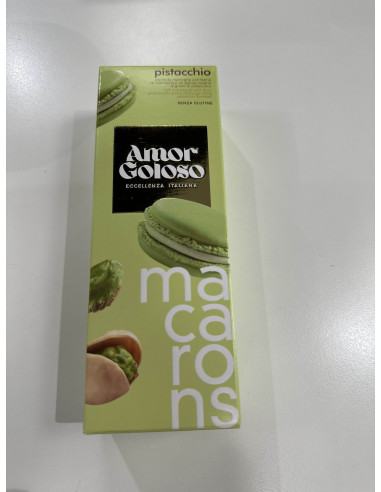 pistacchio
SENZA GLUTINE
Amor
Goloso
ECCELLENZA ITALIANA
ma
ca
ro
ns